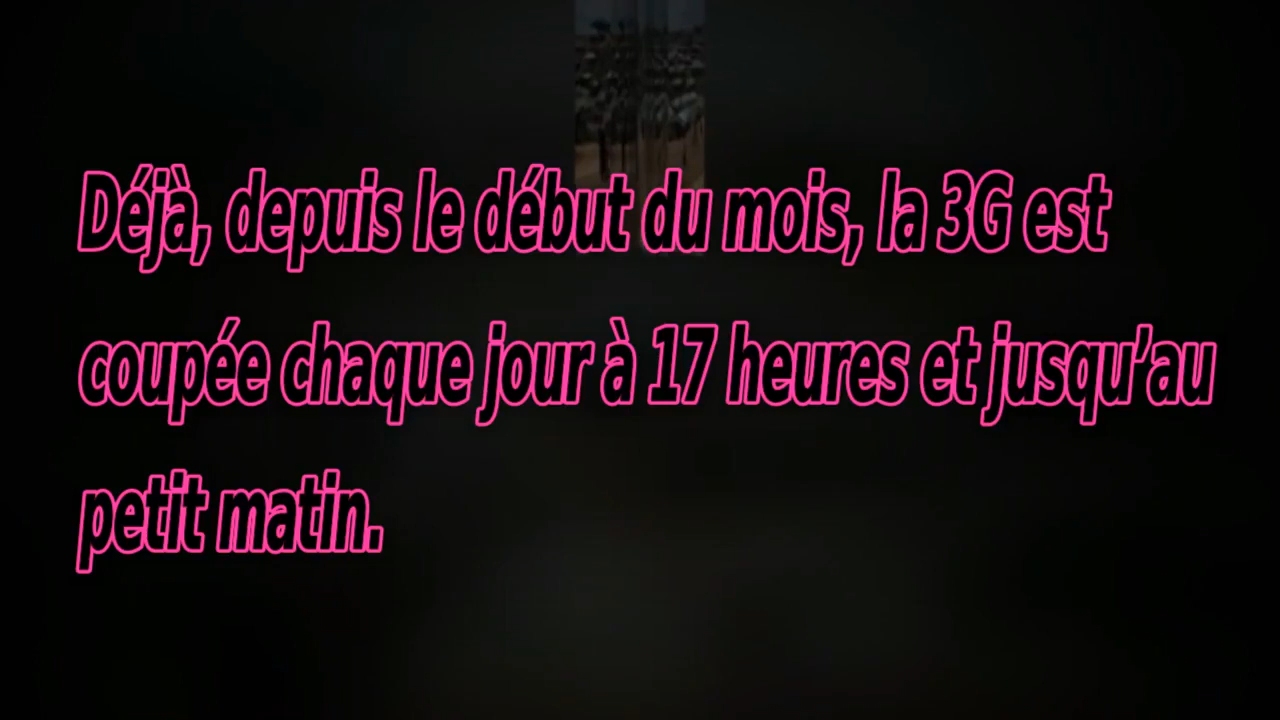 Déjà, depuis le début du mois, la 3G est
coupée chaque jour à 17 heures et jusqu’au
petit matin.